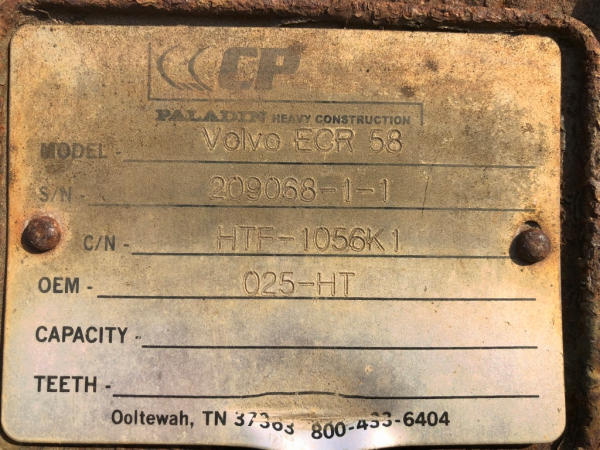 CP
PALADIN HEAVY CONSTRUCTION
MODEL - Volvo ECR 58
S/N - 209068-1-1
C/N - HTF-1056K1
OEM - 025-HT
CAPACITY -
TEETH -
Ooltewah, TN 37363 800-433-6404